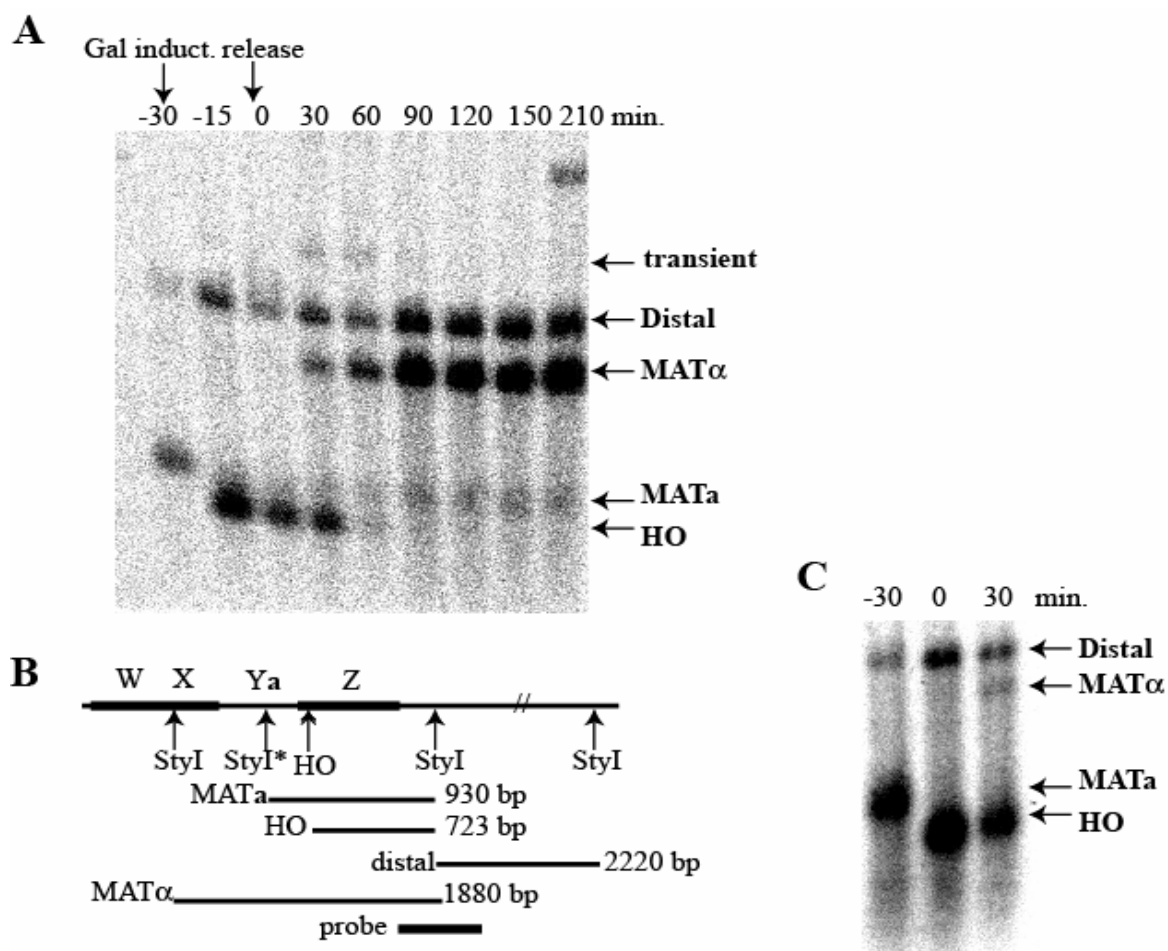 A
Gal induct. release
-30 -15 0 30 60 90 120 150 210 min.
transient
Distal
MATα
MATa
HO
B
W X Ya Z
//
StyI StyI* HO StyI StyI
MATa 930 bp
HO 723 bp
distal 2220 bp
MATα 1880 bp
probe
C
-30 0 30 min.
Distal
MATα
MATa
HO